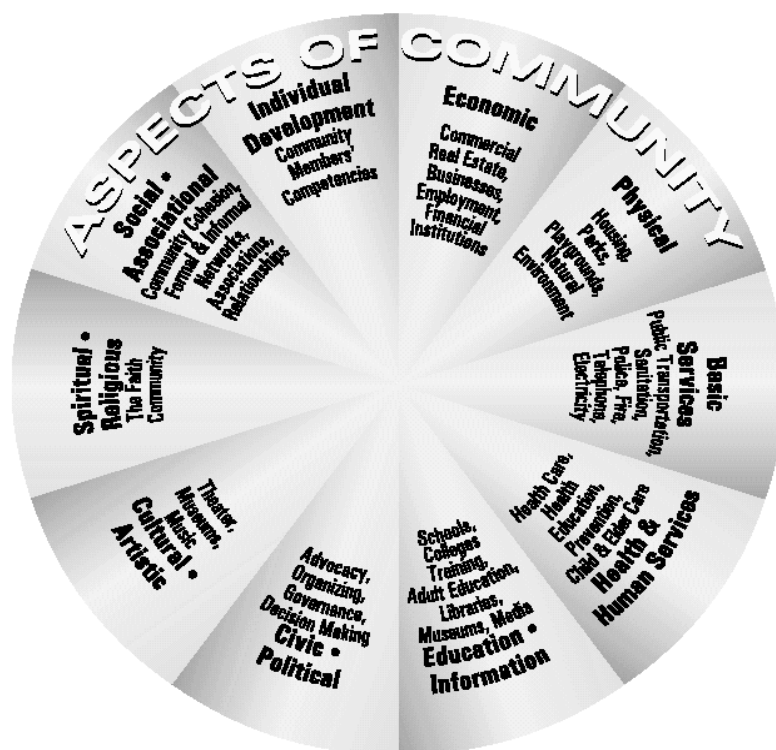 ASPECTS OF COMMUNITY
Economic
Commercial
Real Estate,
Businesses,
Employment,
Financial
Institutions
Physical
Housing,
Parks,
Playgrounds,
Natural
Environment
Basic
Services
Public Transportation,
Sanitation,
Police, Fire,
Telephone,
Electricity
Health Care,
Health
Education,
Prevention,
Child & Elder Care
Health &
Human Services
Schools,
Colleges
Training,
Adult Education,
Libraries,
Museums, Media
Education •
Information
Advocacy,
Organizing,
Governance,
Decision Making
Civic •
Political
Theater,
Museums,
Music
Cultural •
Artistic
Spiritual •
Religious
The Faith
Community
Social •
Associational
Community Cohesion,
Formal & Informal
Networks,
Associations,
Relationships
Individual
Development
Community
Members'
Competencies